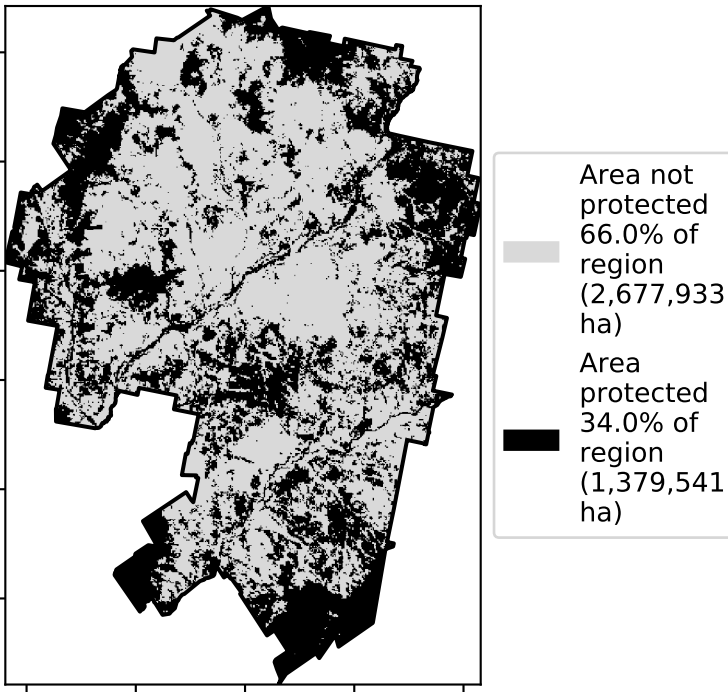 Area not
protected
66.0% of
region
(2,677,933
ha)
Area
protected
34.0% of
region
(1,379,541
ha)